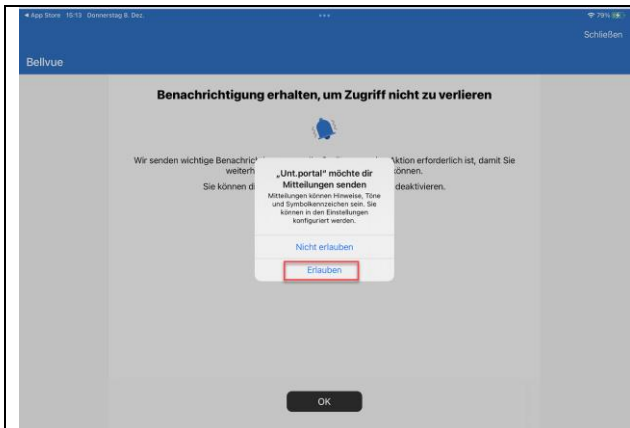 ◀ App Store 15:13 Donnerstag 8. Dez.
79%
Schließen
Bellvue
Benachrichtigung erhalten, um Zugriff nicht zu verlieren
Wir senden wichtige Aktion erforderlich ist, damit Sie
weiterh können.
Sie können di deaktivieren.
„Unt.portal" möchte dir
Mitteilungen senden
Mitteilungen können Hinweise, Töne
und Symbolkennzeichen sein. Sie
können in den Einstellungen
konfiguriert werden.
Nicht erlauben
Erlauben
OK